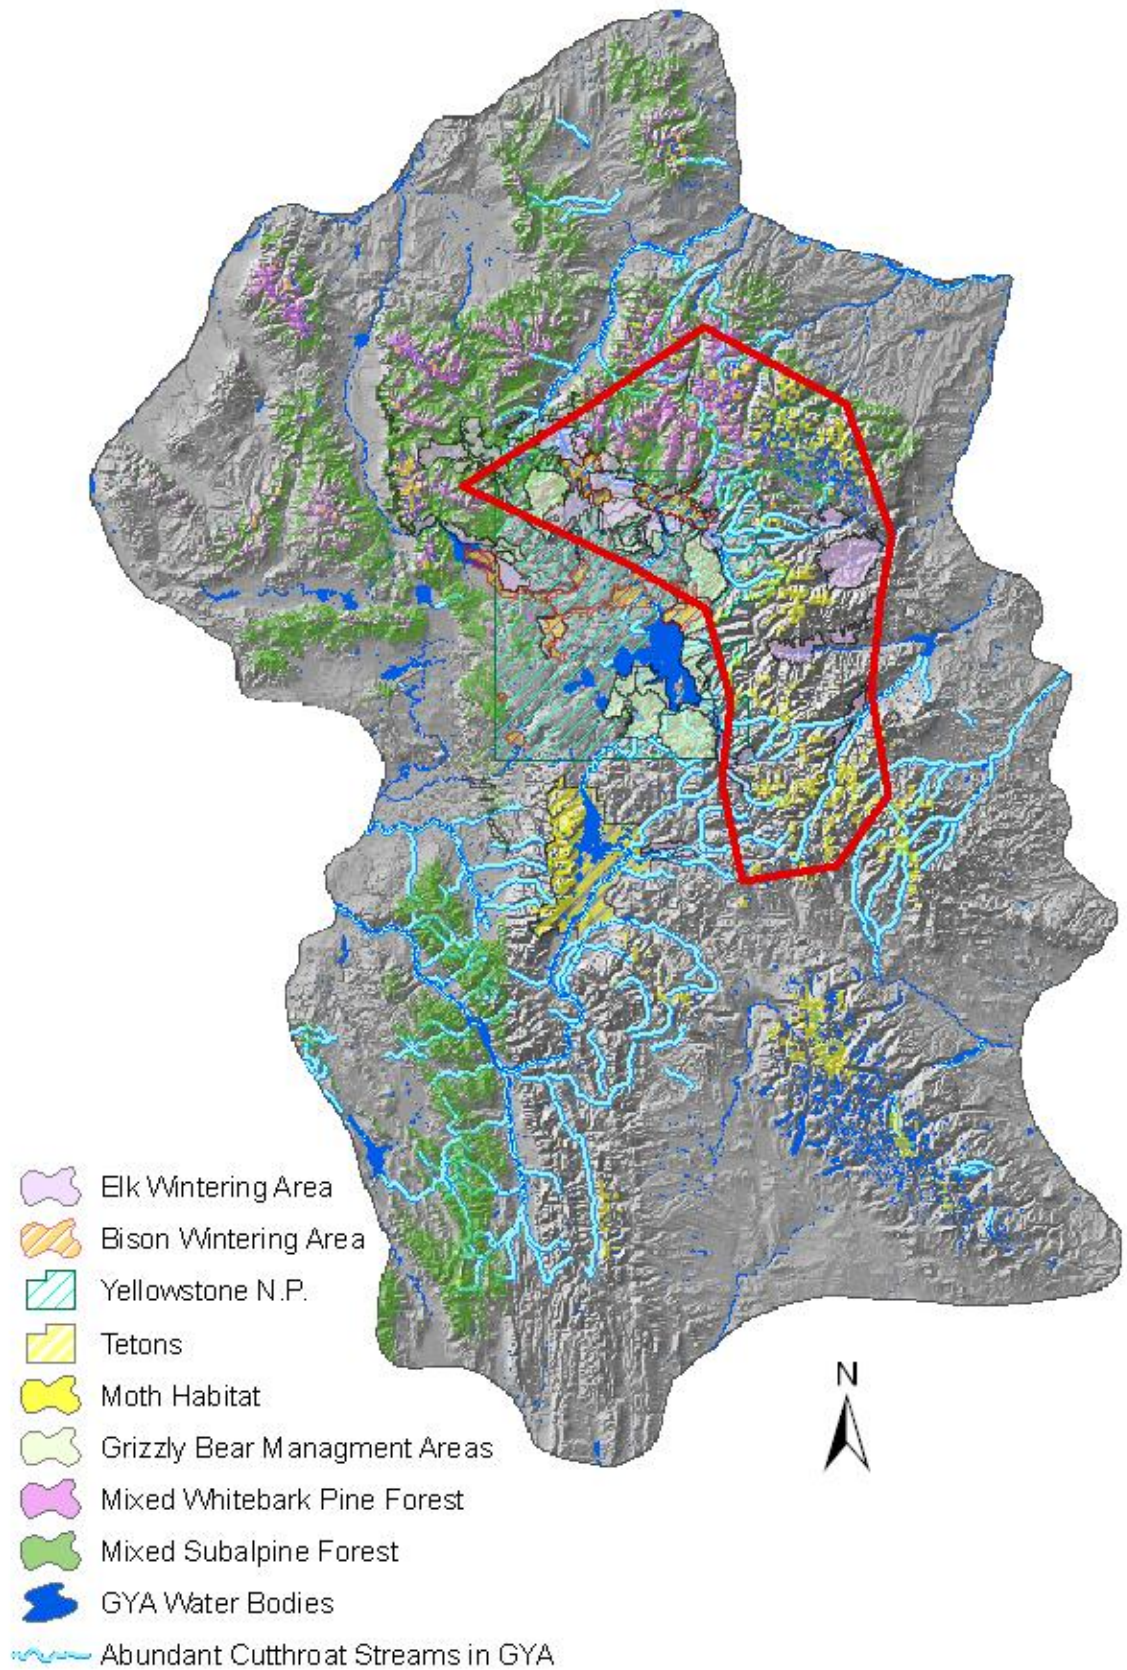 Elk Wintering Area
Bison Wintering Area
Yellowstone N.P.
Tetons
Moth Habitat
Grizzly Bear Managment Areas
Mixed Whitebark Pine Forest
Mixed Subalpine Forest
GYA Water Bodies
Abundant Cutthroat Streams in GYA
N